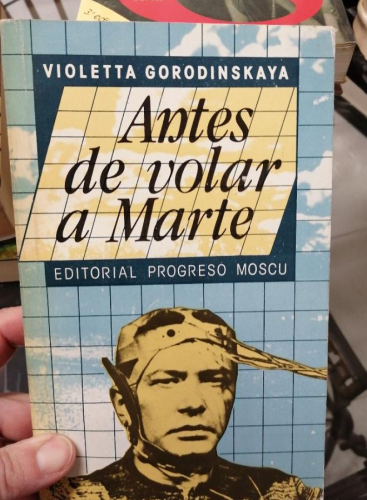 VIOLETTA GORODINSKAYA
Antes
de volar
a Marte
EDITORIAL PROGRESO MOSCU